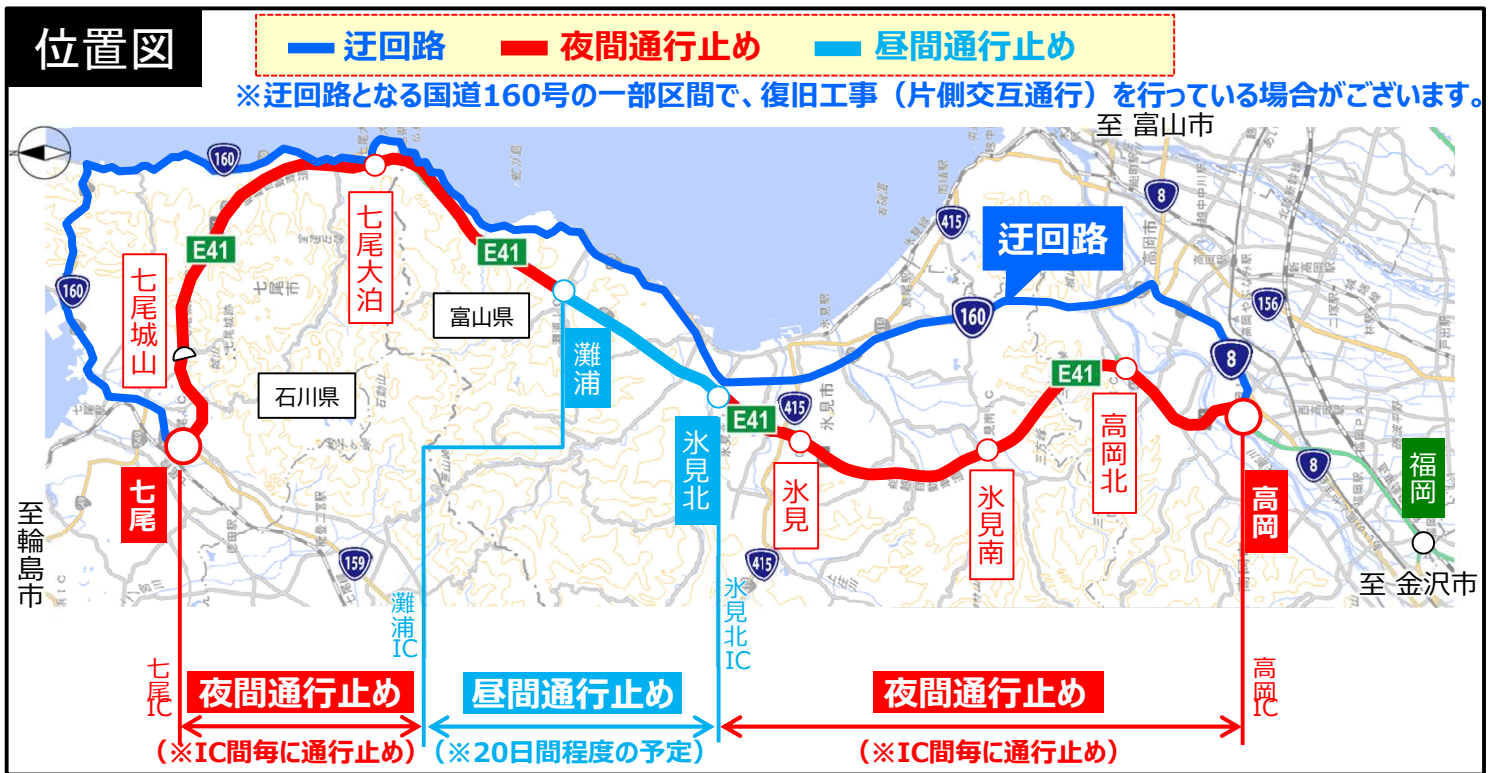 位置図
迂回路 夜間通行止め 昼間通行止め
※迂回路となる国道160号の一部区間で、復旧工事（片側交互通行）を行っている場合がございます。
至 富山市
160
七尾大泊
E41
E41
415
8
高岡市
迂回路
160
七尾城山
七尾市
富山県
石川県
灘浦
160
156
8
E41
E41
415
氷見市
氷見北
氷見
氷見南
高岡北
七尾
高岡
8
福岡
至輪島市
159
415
至 金沢市
七尾IC
灘浦IC
氷見北IC
高岡IC
夜間通行止め
昼間通行止め
夜間通行止め
（※IC間毎に通行止め）
（※20日間程度の予定）
（※IC間毎に通行止め）